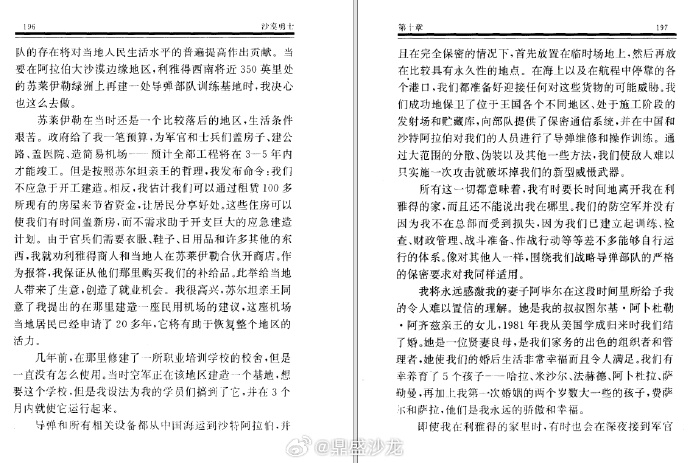 196 沙漠勇士
队的存在将对当地人民生活水平的普遍提高作出贡献。当
要在阿拉伯大沙漠边缘地区，利雅得西南将近 350 英里处
的苏莱伊勒绿洲上再建一处导弹部队训练基地时，我决心
也这么去做。
苏莱伊勒在当时还是一个比较落后的地区，生活条件
艰苦。政府给了我一笔预算，为军官和士兵们盖房子、建公
路、盖医院、造简易机场——预计全部工程将在 3—5 年内
才能竣工。但是按照苏尔坦亲王的哲理，我发布命令：我们
不应急于开工建造。相反，我估计我们可以通过租赁 100 多
所现有的房屋来节省资金，让居民分享好处。这些住房可以
使我们有时间盖新房，而不需求助于开支巨大的应急建造
计划。由于官兵们需要衣服、鞋子、日用品和许多其他的东
西，我就劝利雅得商人和当地人在苏莱伊勒合伙开商店。作
为报答，我保证从他们那里购买我们的补给品。此举给当地
人带来了生意，创造了就业机会。我很高兴，苏尔坦亲王同
意了我提出的在那里建造一座民用机场的建议，这座机场
当地居民已经申请了 20 多年，它将有助于恢复整个地区的
活力。
几年前，在那里修建了一所职业培训学校的校舍，但是
一直没有怎么使用。当时空军正在该地区建造一个基地，想
要这个学校，但是我设法为我的学员们搞到了它，并在 3 个
月内就使它运行起来。
导弹和所有相关设备都从中国海运到沙特阿拉伯，并
第十章 197
且在完全保密的情况下，首先放置在临时场地上，然后再放
在比较具有永久性的地点。在海上以及在航程中停靠的各
个港口，我们都准备好迎接任何对这些货物的可能威胁。我
们成功地保卫了位于王国各个不同地区、处于施工阶段的
发射场和贮藏库，向部队提供了保密通信系统，并在中国和
沙特阿拉伯对我们的人员进行了导弹维修和操作训练。通
过大范围的分散、伪装以及其他一些方法，我们使敌人难以
只实施一次攻击就破坏掉我们的新型威慑武器。
所有这一切都意味着，我有时要长时间地离开我在利
雅得的家，而且还不能说出我在哪里。我们的防空军并没有
因为我不在总部而受到损失，因为我们已建立起训练、检
查、财政管理、战斗准备、作战行动等等差不多能够自行运
行的体系。像对其他人一样，围绕我们战略导弹部队的严格
的保密要求对我同样适用。
我将永远感激我的妻子阿毕尔在这段时间里所给予我
的令人难以置信的理解。她是我的叔叔图尔基·阿卜杜勒
·阿齐兹亲王的女儿，1981 年我从美国学成归来时我们结
了婚。她是一位贤妻良母，是我们家务的出色的组织者和管
理者，她使我们的婚后生活非常幸福而且令人满足。我们有
幸养育了 5 个孩子——哈拉、米沙尔、法赫德、阿卜杜拉、萨
勒曼，再加上我第一次婚姻的两个岁数大一些的孩子，费萨
尔和萨拉，他们是我永远的骄傲和幸福。
即使我在利雅得的家里时，有时也会在深夜接到军官
@鼎盛沙龙